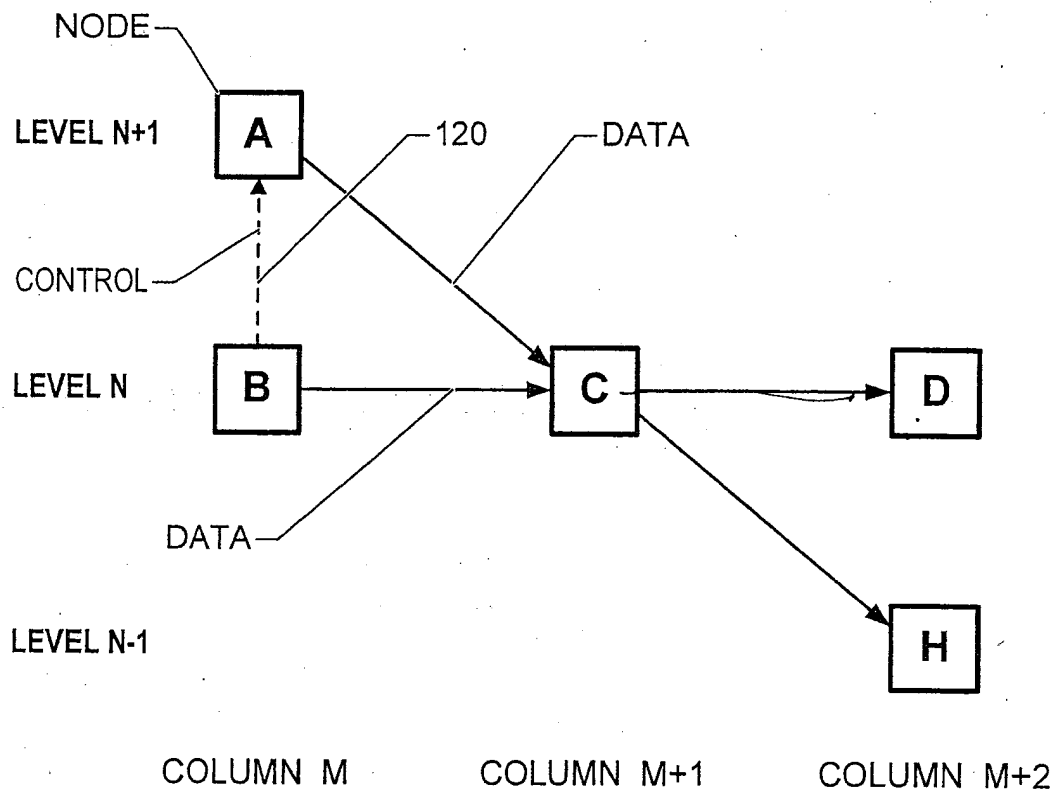 NODE
LEVEL N+1
A
120
DATA
CONTROL
LEVEL N
B
C
D
DATA
LEVEL N-1
H
COLUMN M
COLUMN M+1
COLUMN M+2